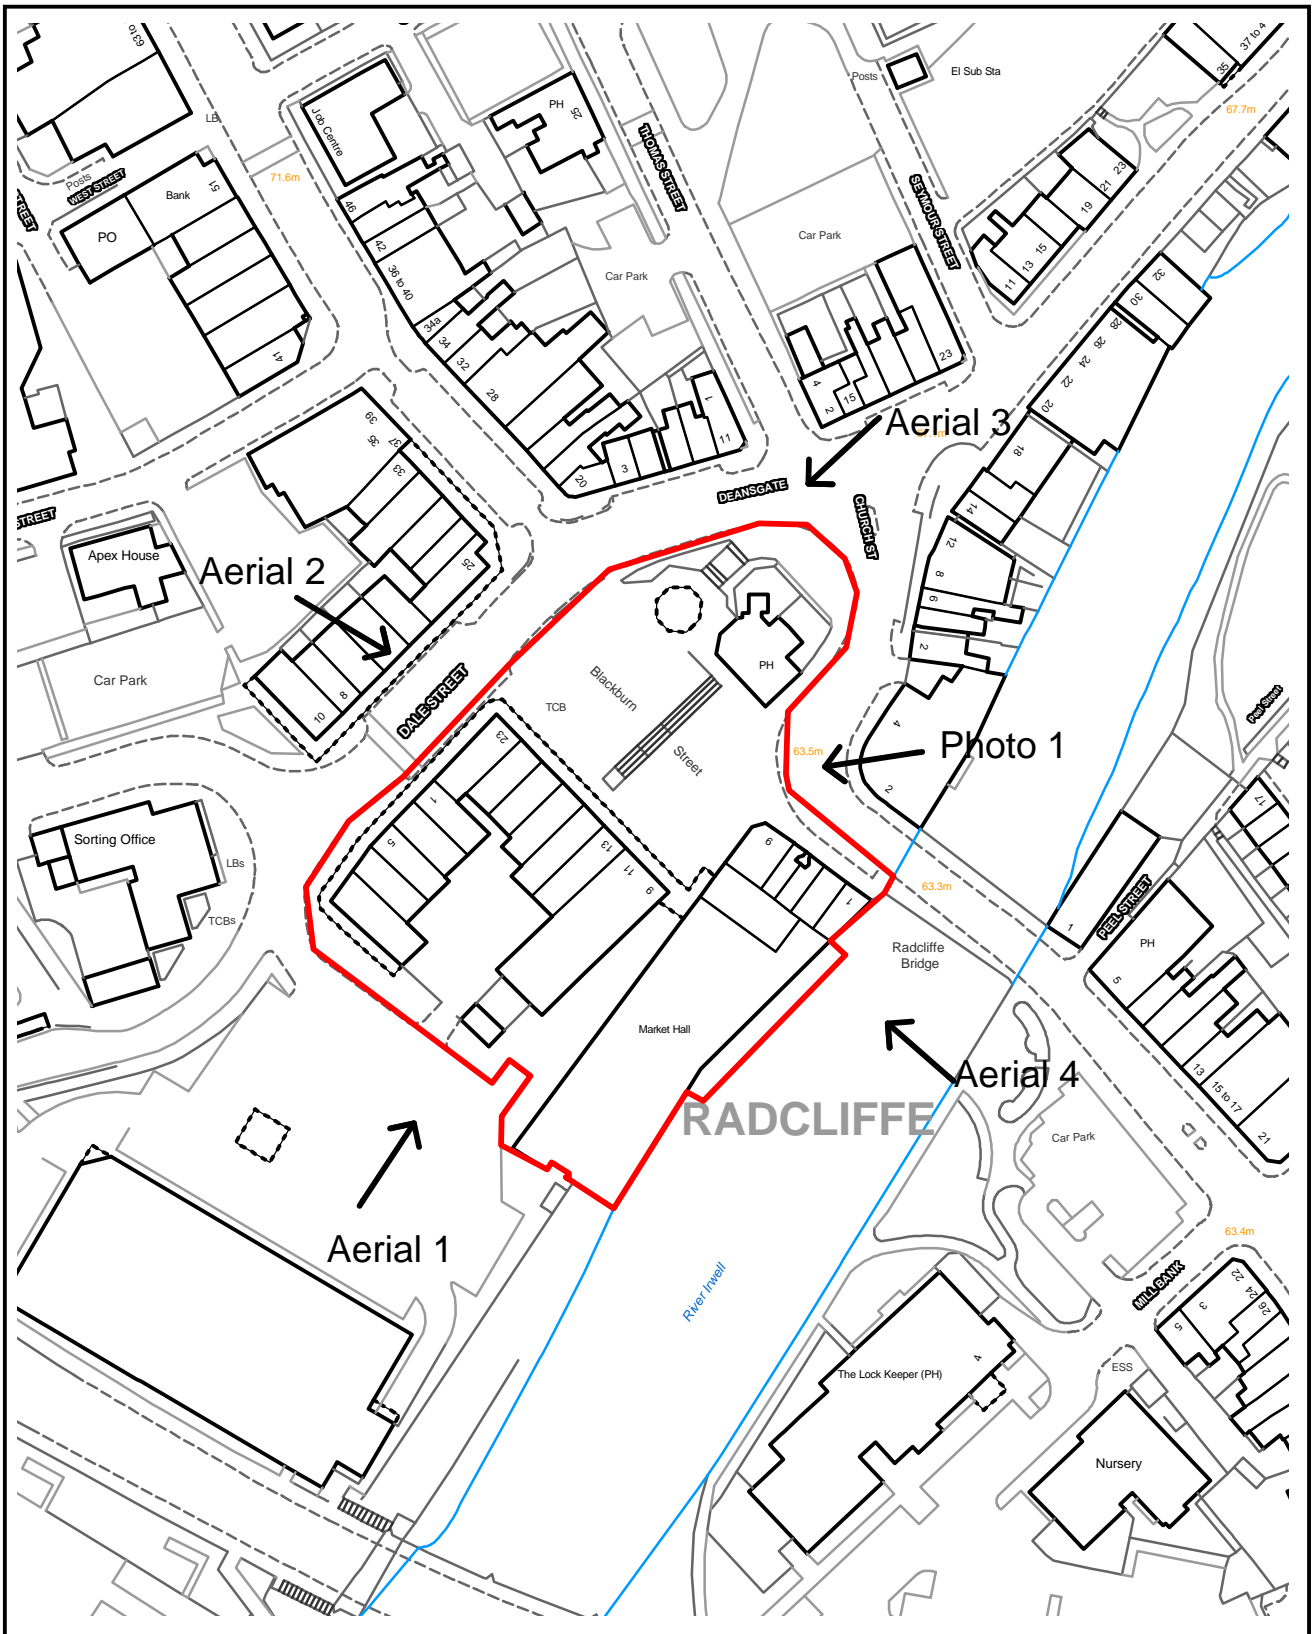 63 to
LB
Posts
WEST STREET
STREET
PO
Bank
51
41
71.6m
Job Centre
46
42
36 to 40
34a
34
32
28
20
3
1
11
PH
25
THOMAS STREET
Car Park
Car Park
Posts
El Sub Sta
SEYMOUR STREET
35
37 to 4
67.7m
23
21
19
15
13
11
4
2
15
23
32
30
28
26
24
22
20
18
14
12
8
6
2
4
2
Aerial 3
DEANSGATE
CHURCH ST
STREET
Apex House
Aerial 2
39
35
37
33
25
8
10
Car Park
DALE STREET
Blackburn
Street
TCB
PH
63.5m
Photo 1
23
1
5
13
11
9
9
1
Sorting Office
LBs
TCBs
63.3m
Radcliffe
Bridge
Market Hall
Peel Street
17
PEEL STREET
1
PH
5
13
15 to 17
21
Aerial 4
RADCLIFFE
Car Park
Aerial 1
River Irwell
63.4m
MILL BANK
22
24
26
3
5
The Lock Keeper (PH)
4
ESS
Nursery